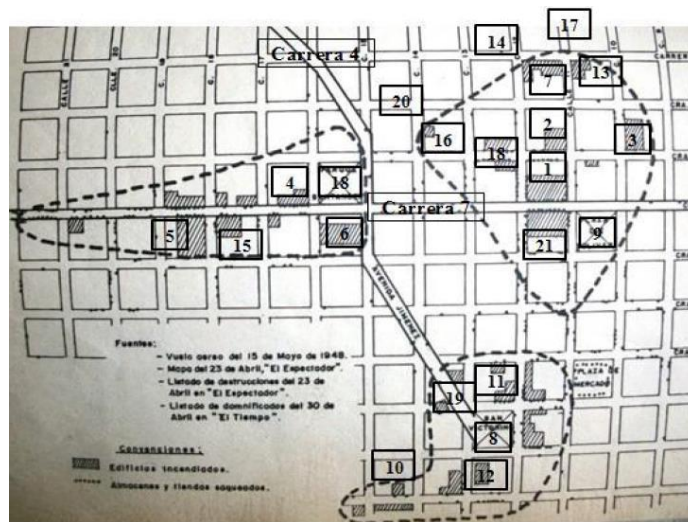 17
14
Carrera 4
CARRER
7
13
20
2
16
18
3
1
4
18
Carrera 7
5
15
6
21
9
AVENIDA JIMENEZ
Fuentes:
- Vuelo aereo del 15 de Mayo de 1948.
- Mapa del 23 de Abril, "El Espectador".
- Listado de destrucciones del 23 de
Abril en "El Espectador".
- Listado de damnificados del 30 de
Abril en "El Tiempo".
PLAZA DE
MERCADO
11
19
SAN
8
10
12
Convenciones:
Edificios incendiados.
Almacenes y tiendas saqueados.